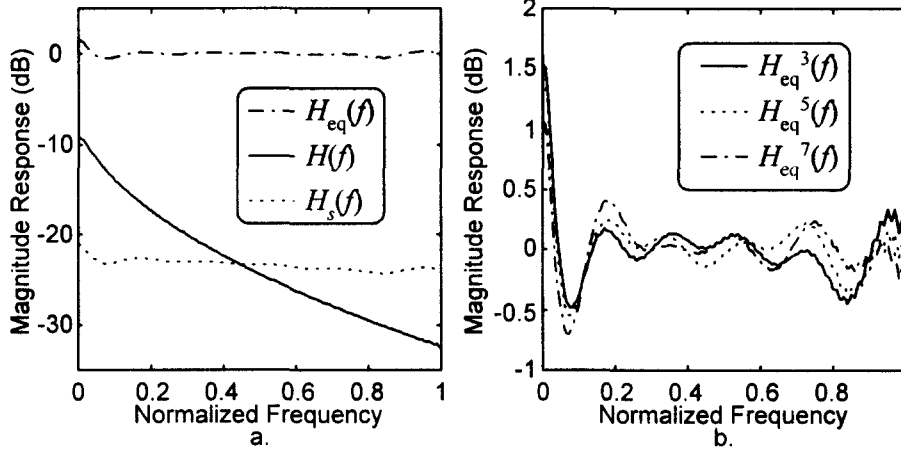 Magnitude Response (dB)
0
-10
-20
-30
H_eq(f)
H(f)
H_s(f)
0 0.2 0.4 0.6 0.8 1
Normalized Frequency
a.
Magnitude Response (dB)
2
1.5
1
0.5
0
-0.5
-1
H_eq^3(f)
H_eq^5(f)
H_eq^7(f)
0 0.2 0.4 0.6 0.8
Normalized Frequency
b.